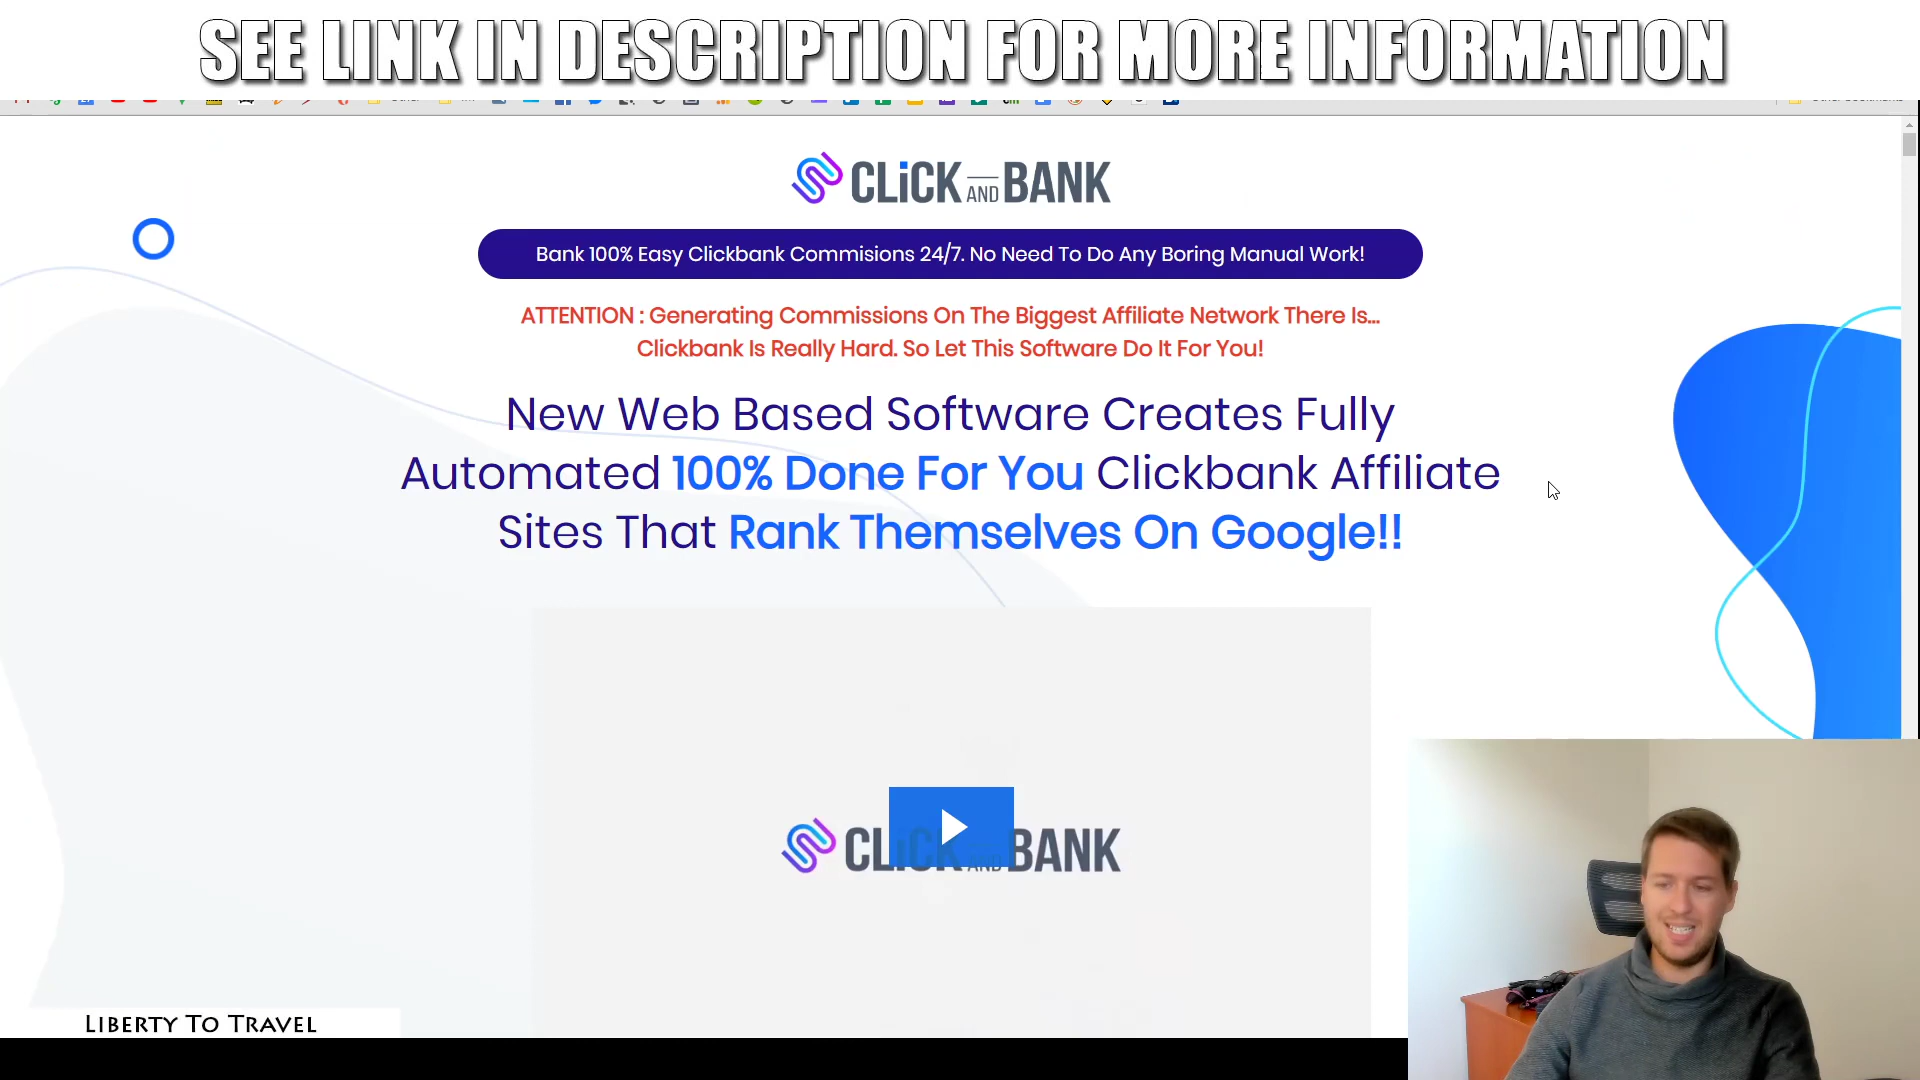 SEE LINK IN DESCRIPTION FOR MORE INFORMATION
CLiCK AND BANK
Bank 100% Easy Clickbank Commisions 24/7. No Need To Do Any Boring Manual Work!
ATTENTION : Generating Commissions On The Biggest Affiliate Network There Is...
Clickbank Is Really Hard. So Let This Software Do It For You!
New Web Based Software Creates Fully
Automated 100% Done For You Clickbank Affiliate
Sites That Rank Themselves On Google!!
CLiCK AND BANK
LIBERTY TO TRAVEL